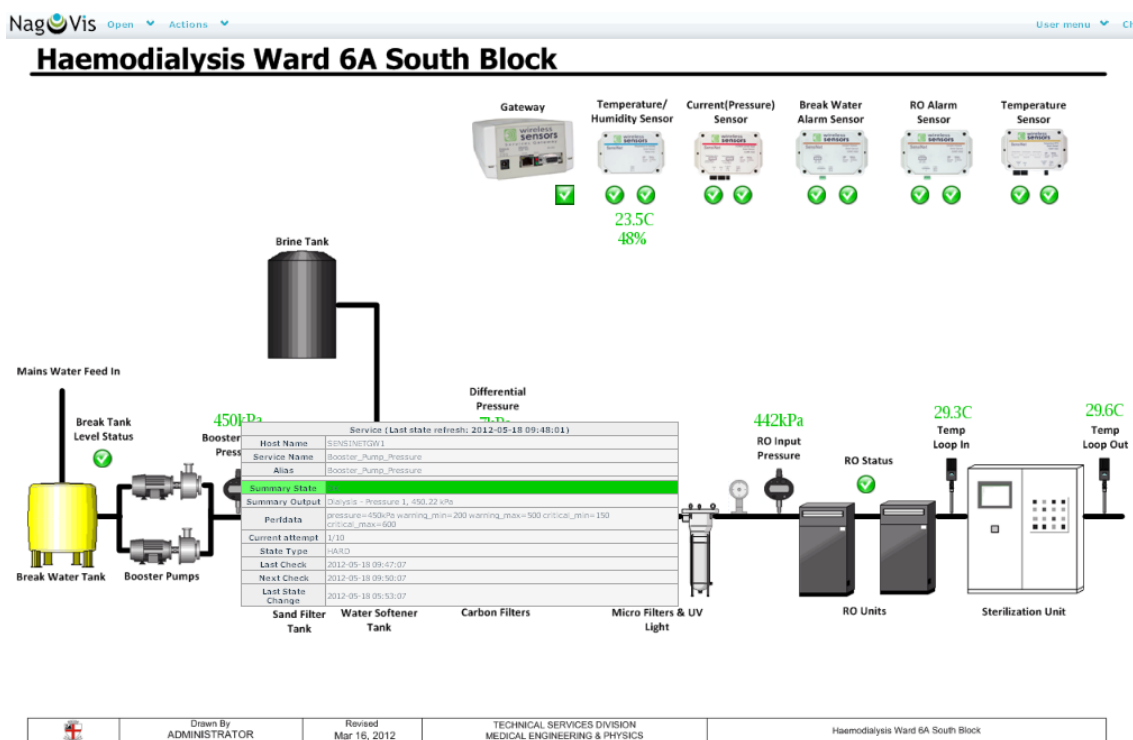 NagVis Open Actions User menu
Haemodialysis Ward 6A South Block
Gateway
Temperature/
Humidity Sensor
Current(Pressure)
Sensor
Break Water
Alarm Sensor
RO Alarm
Sensor
Temperature
Sensor
wireless
sensors
23.5C
48%
Brine Tank
Mains Water Feed In
Break Tank
Level Status
450kPa
Booster
Differential
Pressure
7kPa
442kPa
RO Input
Pressure
RO Status
29.3C
Temp
Loop In
29.6C
Temp
Loop Out
Service (Last state refresh: 2012-05-18 09:48:01)
Host Name SENSINETGW1
Service Name Booster_Pump_Pressure
Alias Booster_Pump_Pressure
Summary State
Summary Output Dialysis - Pressure 1, 450.22 kPa
Perfdata pressure=450kPa warning_min=200 warning_max=500 critical_min=150
critical_max=600
Current attempt 1/10
State Type HARD
Last Check 2012-05-18 09:47:07
Next Check 2012-05-18 09:50:07
Last State
Change 2012-05-18 05:53:07
Break Water Tank
Booster Pumps
Sand Filter
Tank
Water Softener
Tank
Carbon Filters
Micro Filters & UV
Light
RO Units
Sterilization Unit
Drawn By
ADMINISTRATOR
Revised
Mar 16, 2012
TECHNICAL SERVICES DIVISION
MEDICAL ENGINEERING & PHYSICS
Haemodialysis Ward 6A South Block